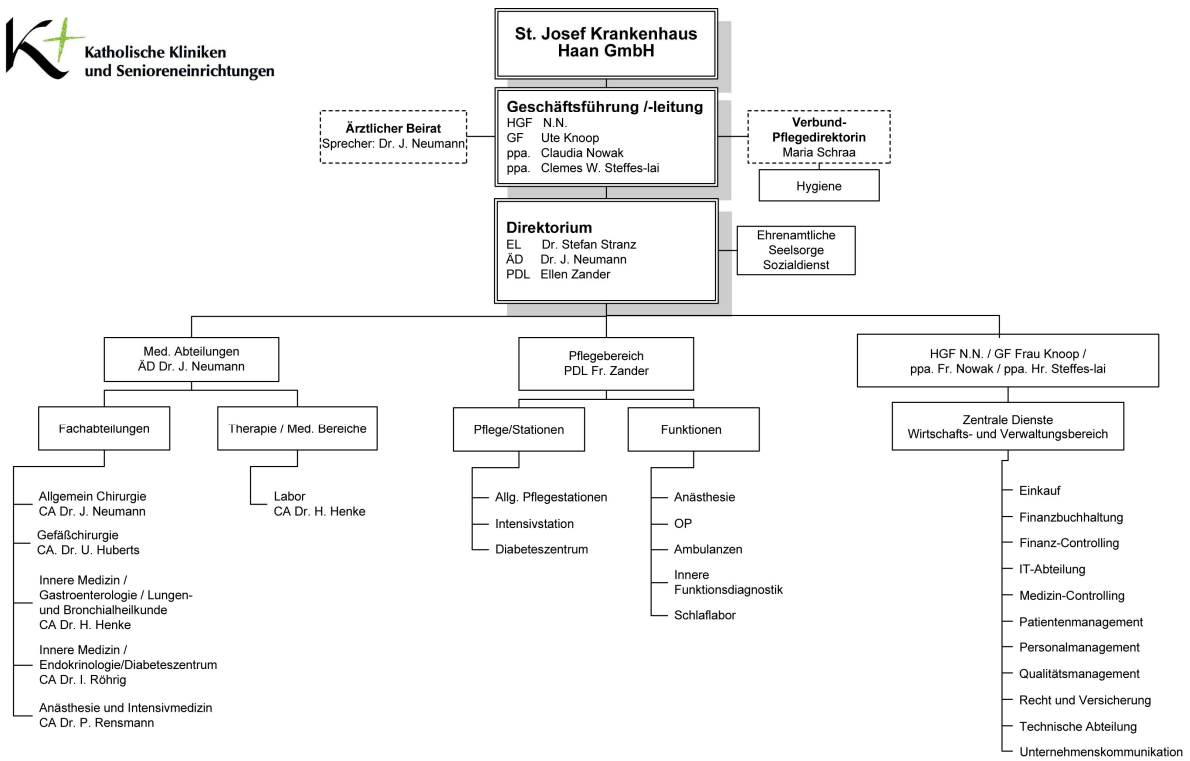 K+
Katholische Kliniken
und Senioreneinrichtungen
St. Josef Krankenhaus
Haan GmbH
Geschäftsführung /-leitung
HGF N.N.
GF Ute Knoop
ppa. Claudia Nowak
ppa. Clemes W. Steffes-lai
Ärztlicher Beirat
Sprecher: Dr. J. Neumann
Verbund-
Pflegedirektorin
Maria Schraa
Hygiene
Direktorium
EL Dr. Stefan Stranz
ÄD Dr. J. Neumann
PDL Ellen Zander
Ehrenamtliche
Seelsorge
Sozialdienst
Med. Abteilungen
ÄD Dr. J. Neumann
Pflegebereich
PDL Fr. Zander
HGF N.N. / GF Frau Knoop /
ppa. Fr. Nowak / ppa. Hr. Steffes-lai
Fachabteilungen
Therapie / Med. Bereiche
Pflege/Stationen
Funktionen
Zentrale Dienste
Wirtschafts- und Verwaltungsbereich
Allgemein Chirurgie
CA Dr. J. Neumann
Gefäßchirurgie
CA. Dr. U. Huberts
Innere Medizin /
Gastroenterologie / Lungen-
und Bronchialheilkunde
CA Dr. H. Henke
Innere Medizin /
Endokrinologie/Diabeteszentrum
CA Dr. I. Röhrig
Anästhesie und Intensivmedizin
CA Dr. P. Rensmann
Labor
CA Dr. H. Henke
Allg. Pflegestationen
Intensivstation
Diabeteszentrum
Anästhesie
OP
Ambulanzen
Innere
Funktionsdiagnostik
Schlaflabor
Einkauf
Finanzbuchhaltung
Finanz-Controlling
IT-Abteilung
Medizin-Controlling
Patientenmanagement
Personalmanagement
Qualitätsmanagement
Recht und Versicherung
Technische Abteilung
Unternehmenskommunikation